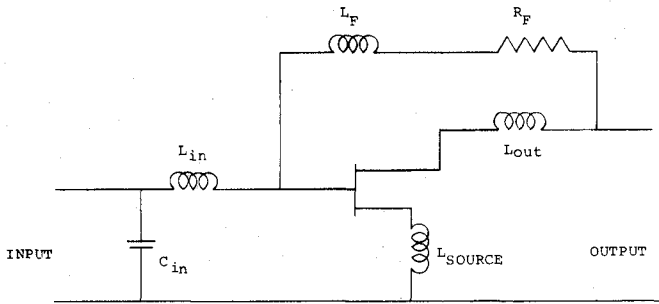 L_F
R_F
L_in
L_out
INPUT
C_in
L_SOURCE
OUTPUT